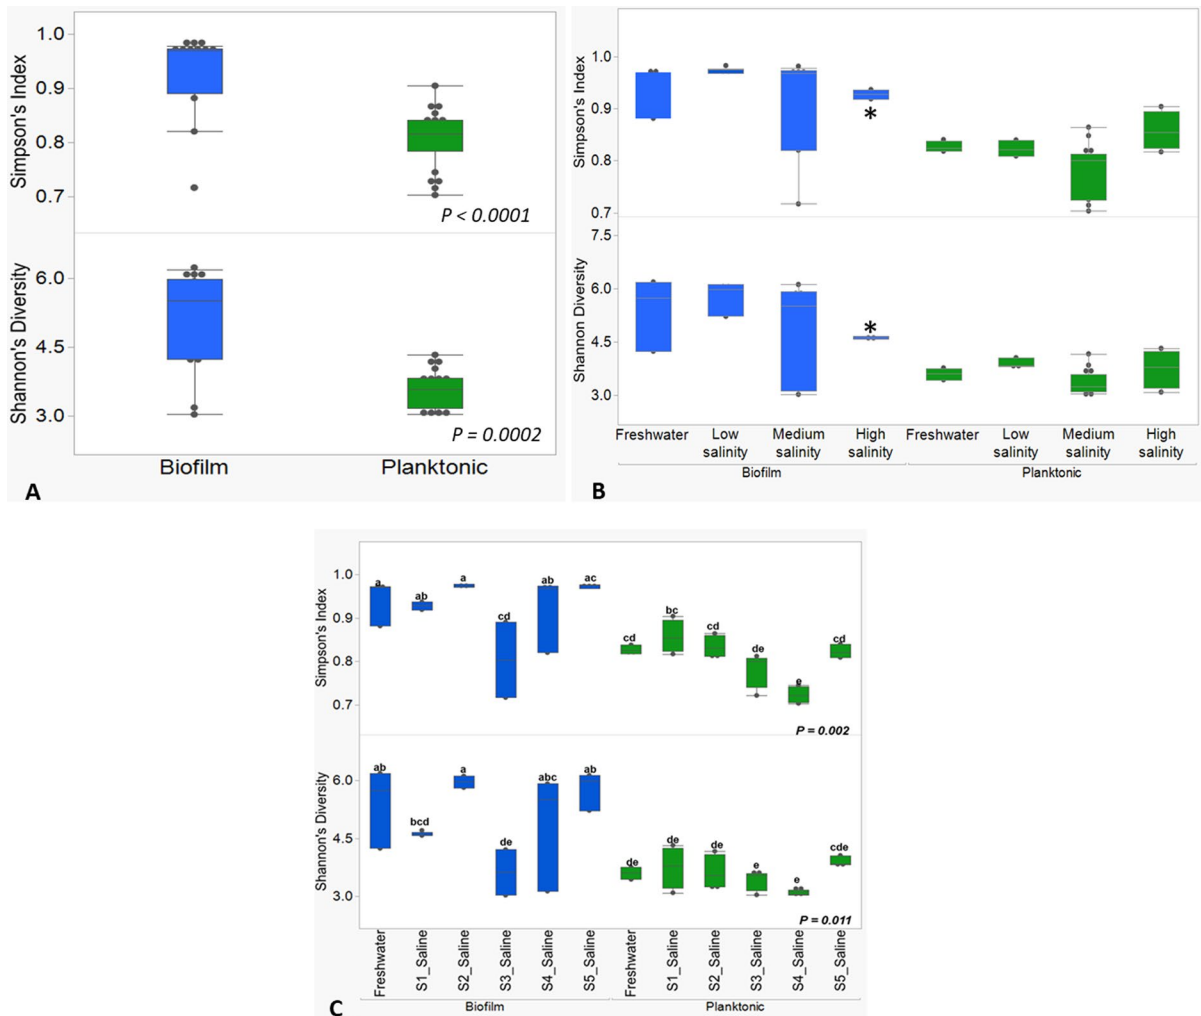 Simpson's Index
1.0
0.9
0.8
0.7
P < 0.0001
Shannon's Diversity
6.0
4.5
3.0
P = 0.0002
Biofilm
Planktonic
A
Simpson's Index
1.0
0.9
0.8
0.7
*
Shannon Diversity
7.5
6.0
4.5
3.0
*
Freshwater
Low
salinity
Medium
salinity
High
salinity
Freshwater
Low
salinity
Medium
salinity
High
salinity
Biofilm
Planktonic
B
Simpson's Index
1.0
0.9
0.8
0.7
a
ab
a
cd
ab
ac
cd
bc
cd
de
e
cd
P = 0.002
Shannon's Diversity
6.0
4.5
3.0
ab
bcd
a
de
abc
ab
de
de
de
e
e
cde
P = 0.011
Freshwater
S1_Saline
S2_Saline
S3_Saline
S4_Saline
S5_Saline
Freshwater
S1_Saline
S2_Saline
S3_Saline
S4_Saline
S5_Saline
Biofilm
Planktonic
C